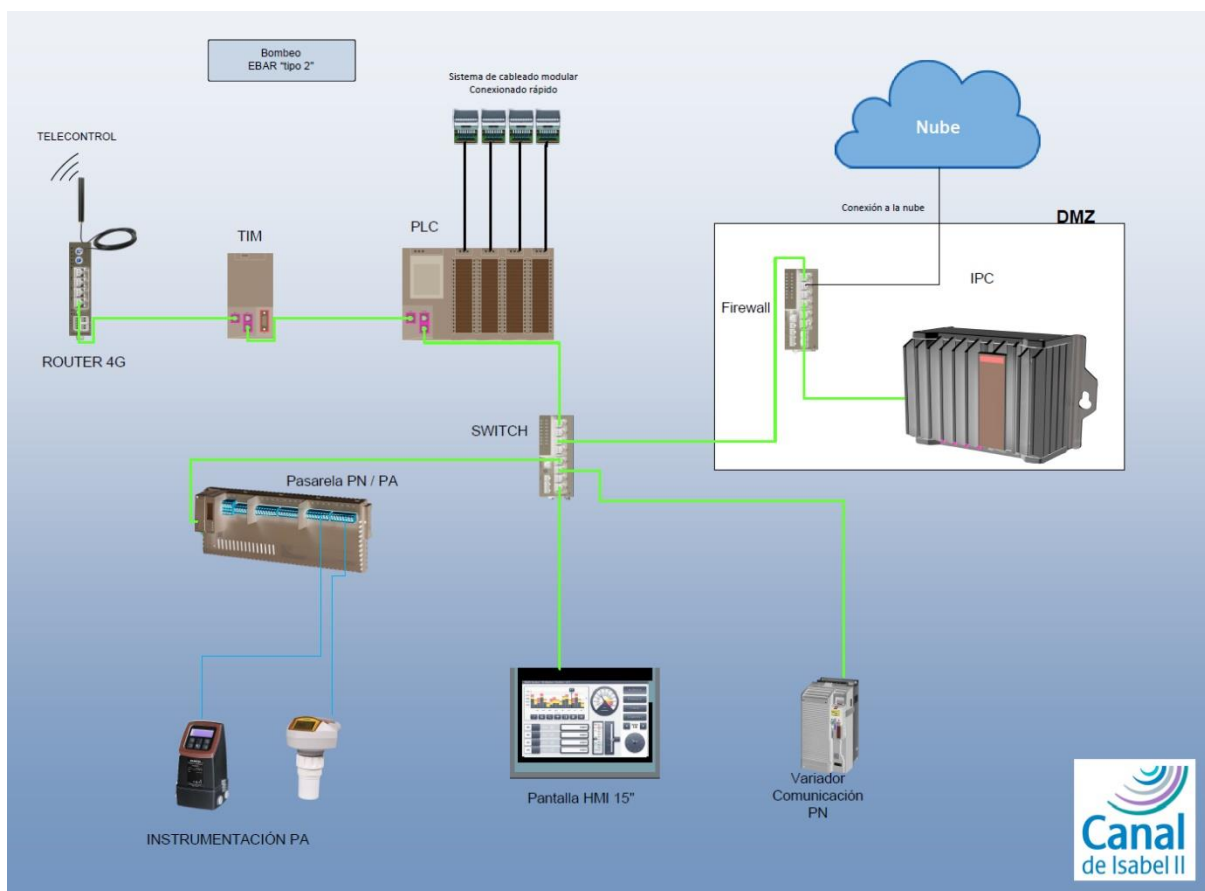 Bombeo
EBAR "tipo 2"
Sistema de cableado modular
Conexionado rápido
Nube
TELECONTROL
Conexión a la nube
DMZ
TIM
PLC
IPC
Firewall
ROUTER 4G
SWITCH
Pasarela PN / PA
Pantalla HMI 15"
Variador
Comunicación
PN
INSTRUMENTACIÓN PA
Canal
de Isabel II